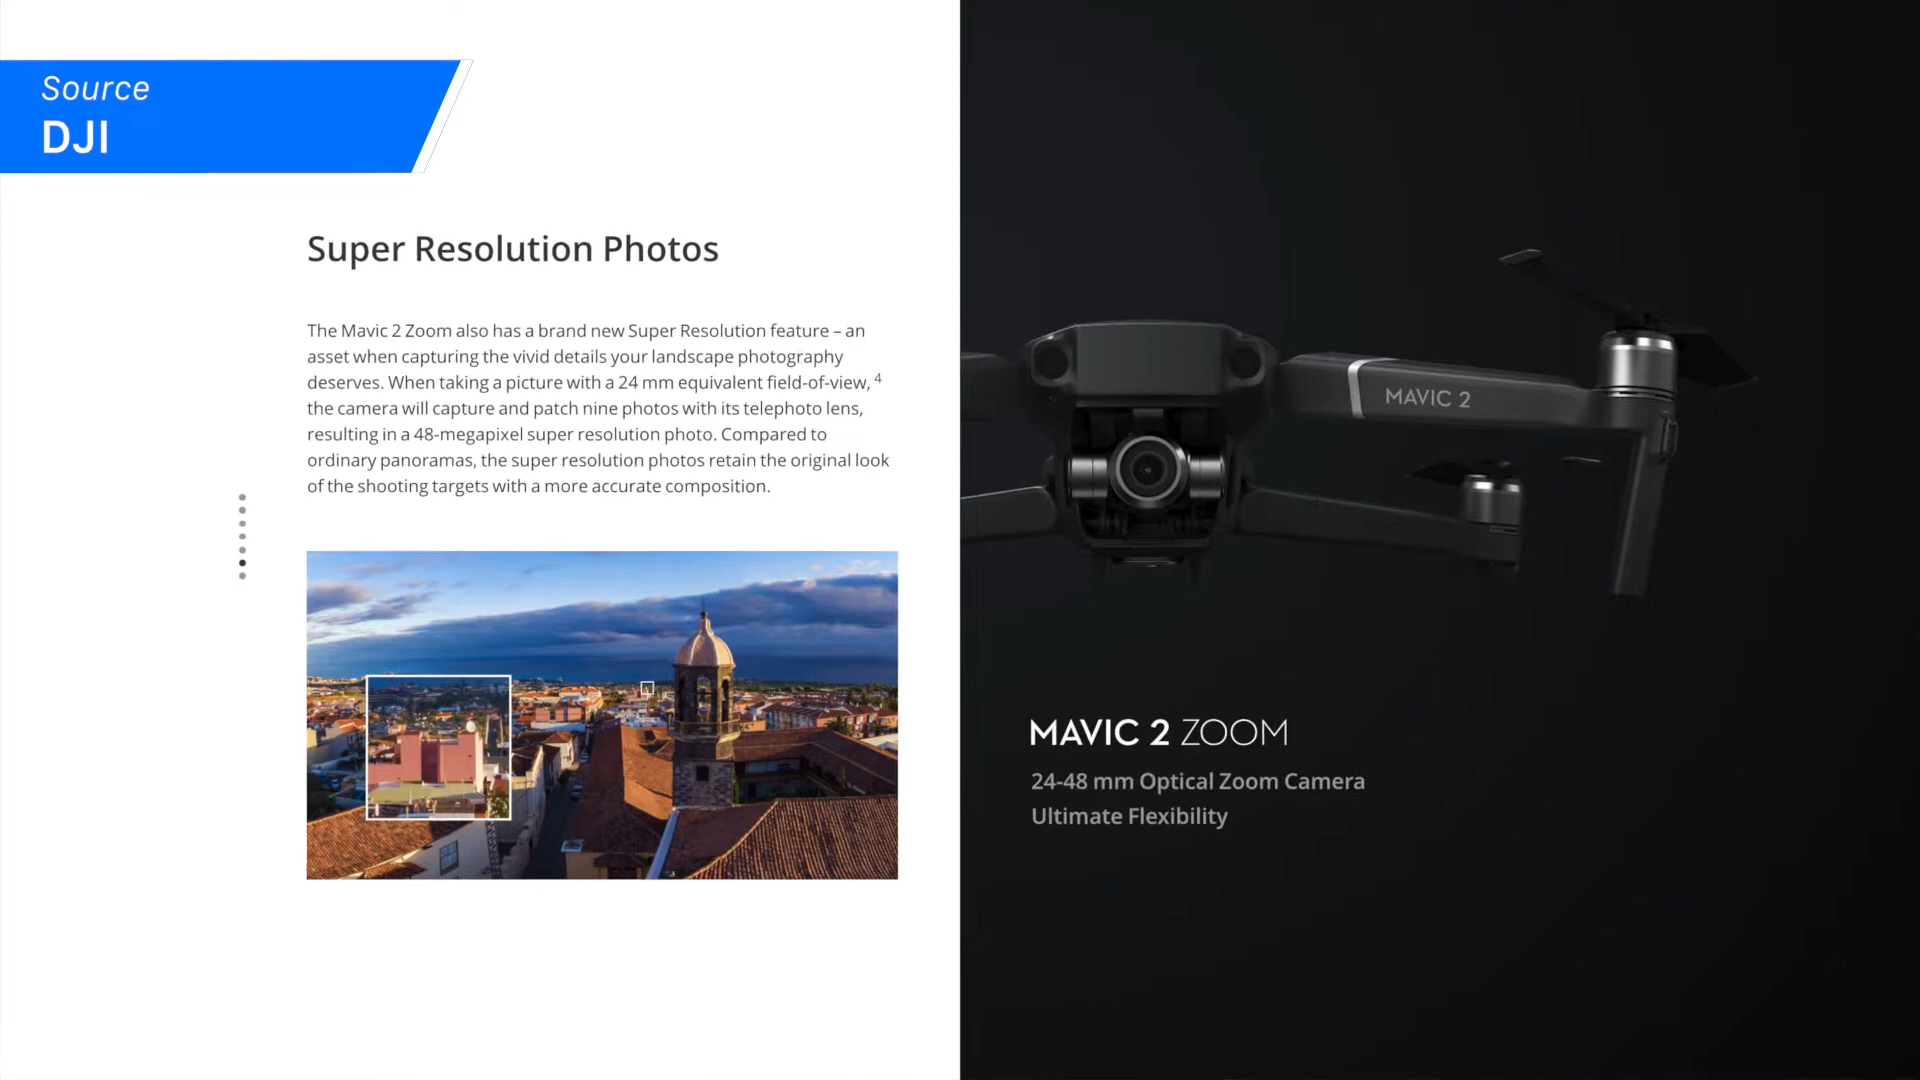 Source
DJI
Super Resolution Photos
The Mavic 2 Zoom also has a brand new Super Resolution feature – an
asset when capturing the vivid details your landscape photography
deserves. When taking a picture with a 24 mm equivalent field-of-view, 4
the camera will capture and patch nine photos with its telephoto lens,
resulting in a 48-megapixel super resolution photo. Compared to
ordinary panoramas, the super resolution photos retain the original look
of the shooting targets with a more accurate composition.
MAVIC 2
MAVIC 2 ZOOM
24-48 mm Optical Zoom Camera
Ultimate Flexibility